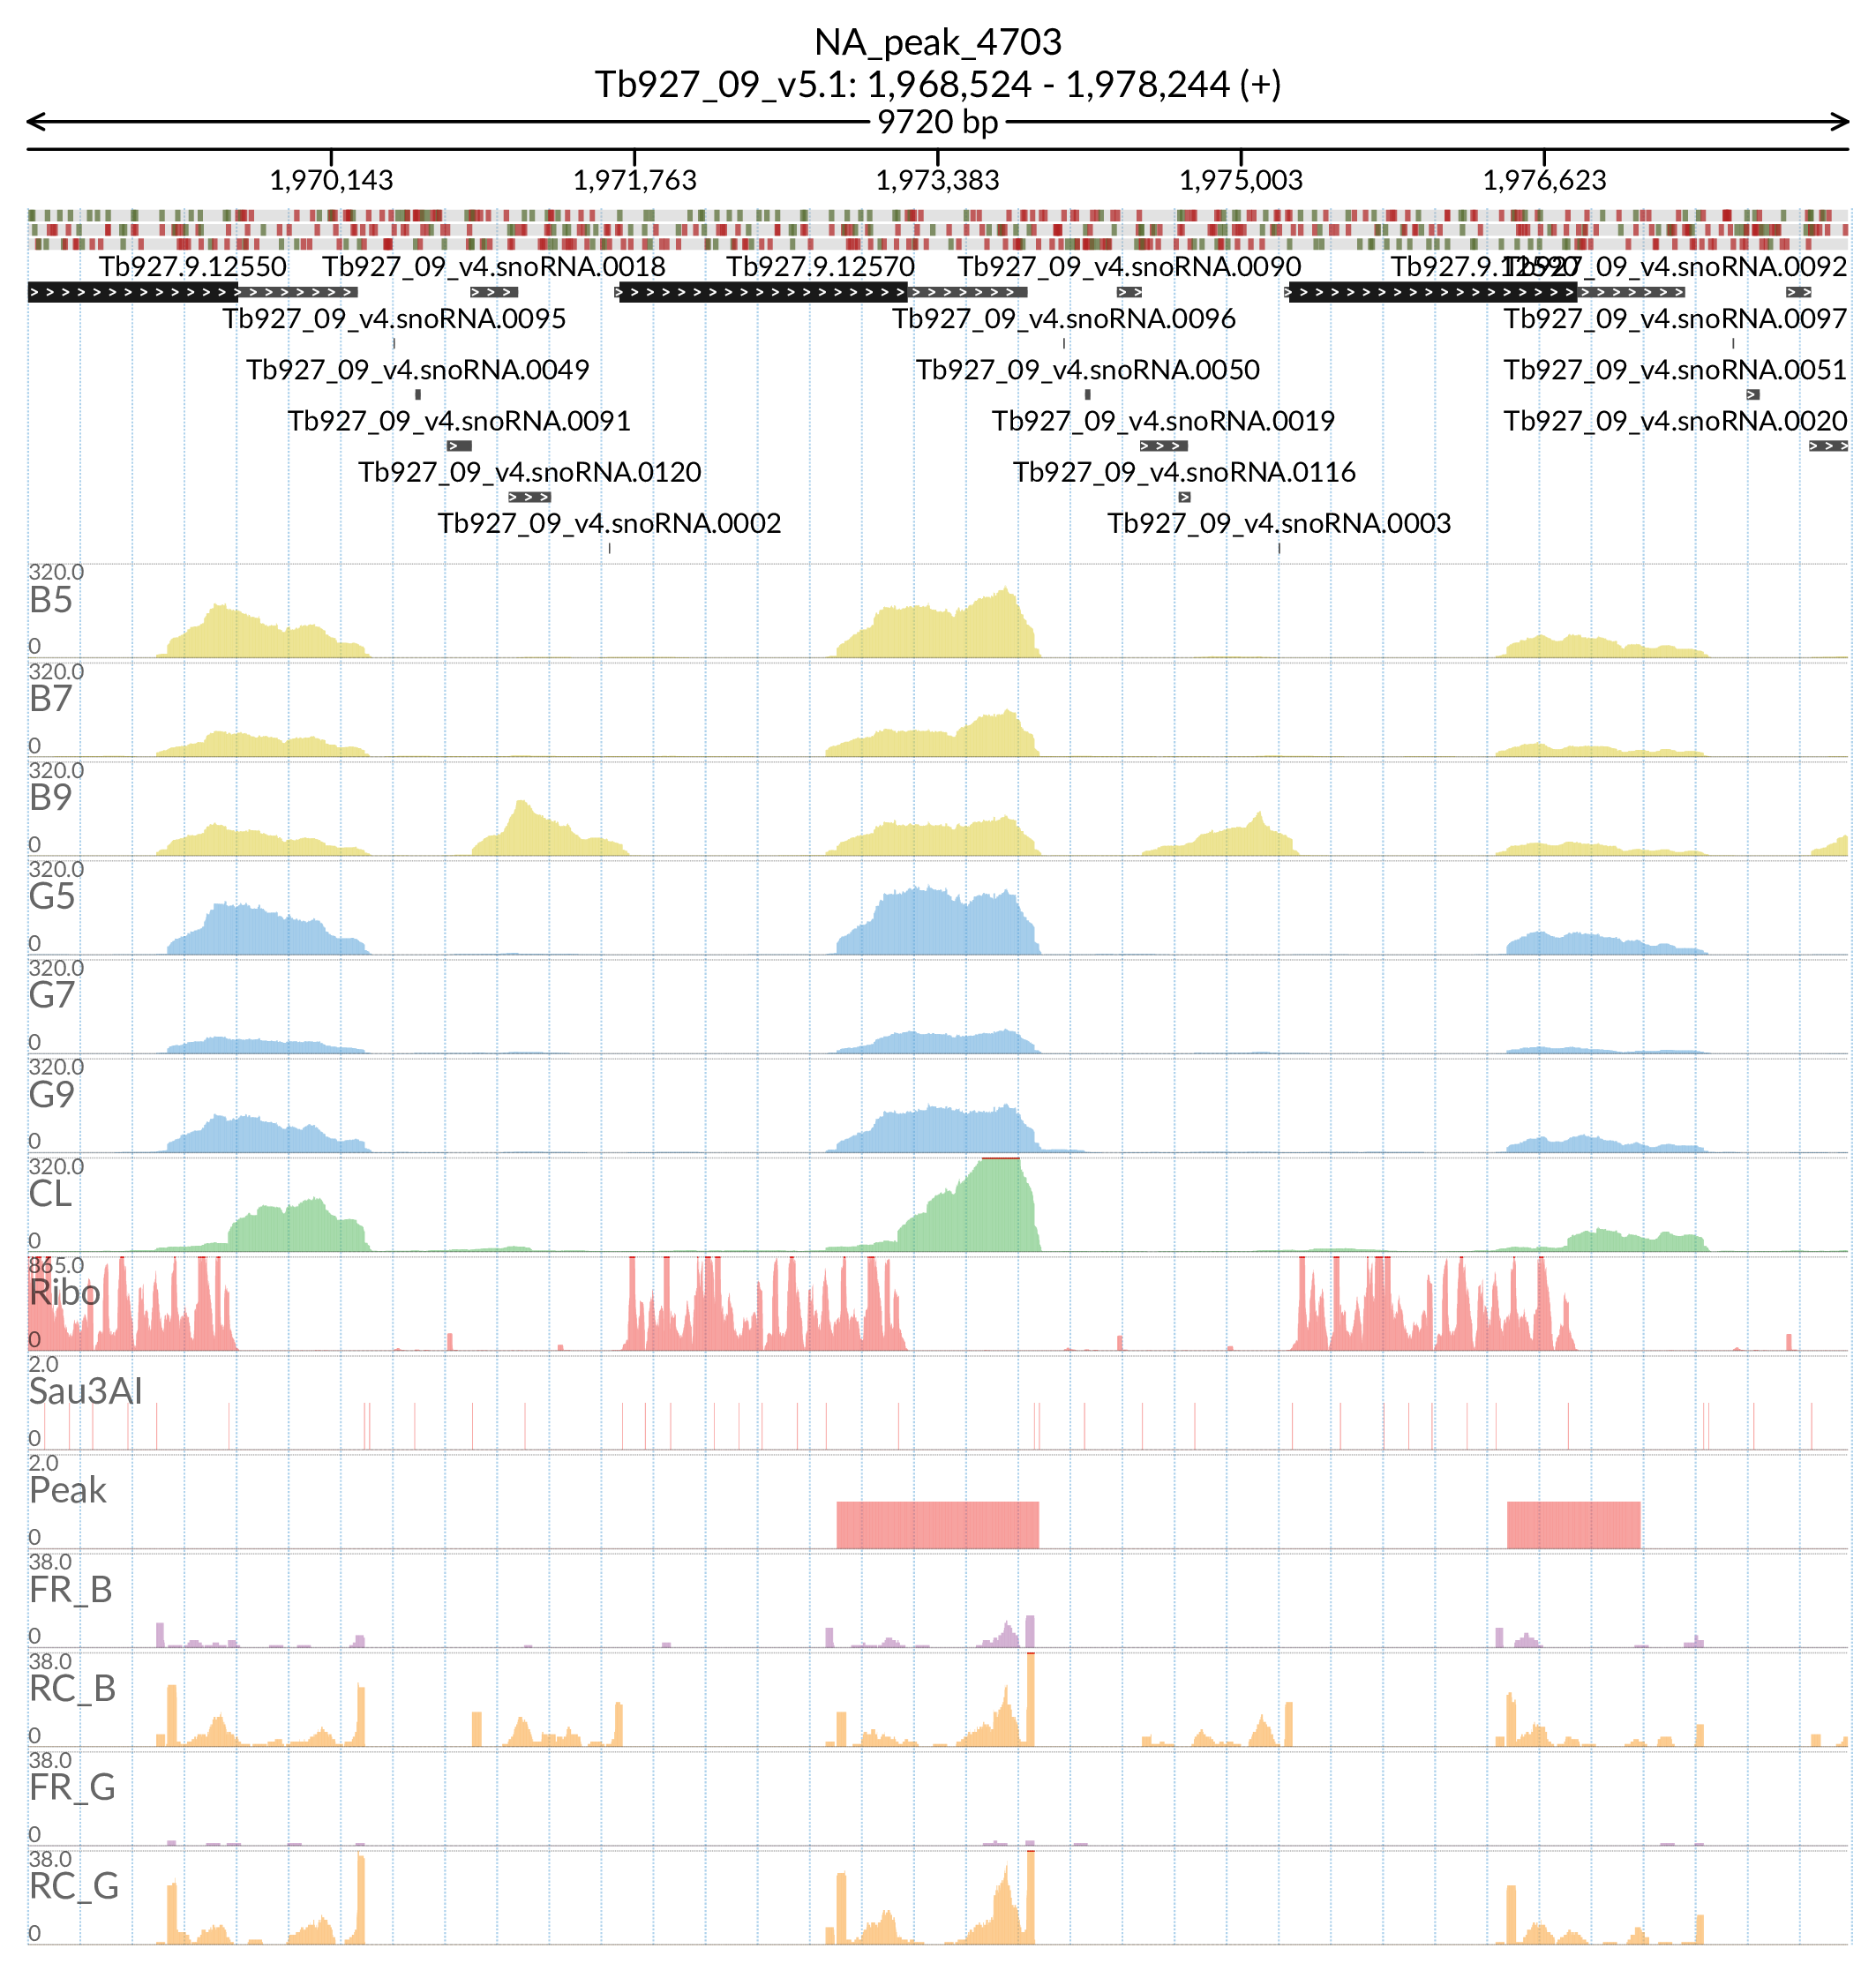 NA_peak_4703
Tb927_09_v5.1: 1,968,524 - 1,978,244 (+)
9720 bp
1,970,143 1,971,763 1,973,383 1,975,003 1,976,623
Tb927.9.12550 Tb927_09_v4.snoRNA.0018 Tb927.9.12570 Tb927_09_v4.snoRNA.0090 Tb927.9.12590 Tb927_09_v4.snoRNA.0092
Tb927_09_v4.snoRNA.0095 Tb927_09_v4.snoRNA.0096 Tb927_09_v4.snoRNA.0097
Tb927_09_v4.snoRNA.0049 Tb927_09_v4.snoRNA.0050 Tb927_09_v4.snoRNA.0051
Tb927_09_v4.snoRNA.0091 Tb927_09_v4.snoRNA.0019 Tb927_09_v4.snoRNA.0020
Tb927_09_v4.snoRNA.0120 Tb927_09_v4.snoRNA.0116
Tb927_09_v4.snoRNA.0002 Tb927_09_v4.snoRNA.0003
320.0
B5
0
320.0
B7
0
320.0
B9
0
320.0
G5
0
320.0
G7
0
320.0
G9
0
320.0
CL
0
865.0
Ribo
0
2.0
Sau3AI
0
2.0
Peak
0
38.0
FR_B
0
38.0
RC_B
0
38.0
FR_G
0
38.0
RC_G
0